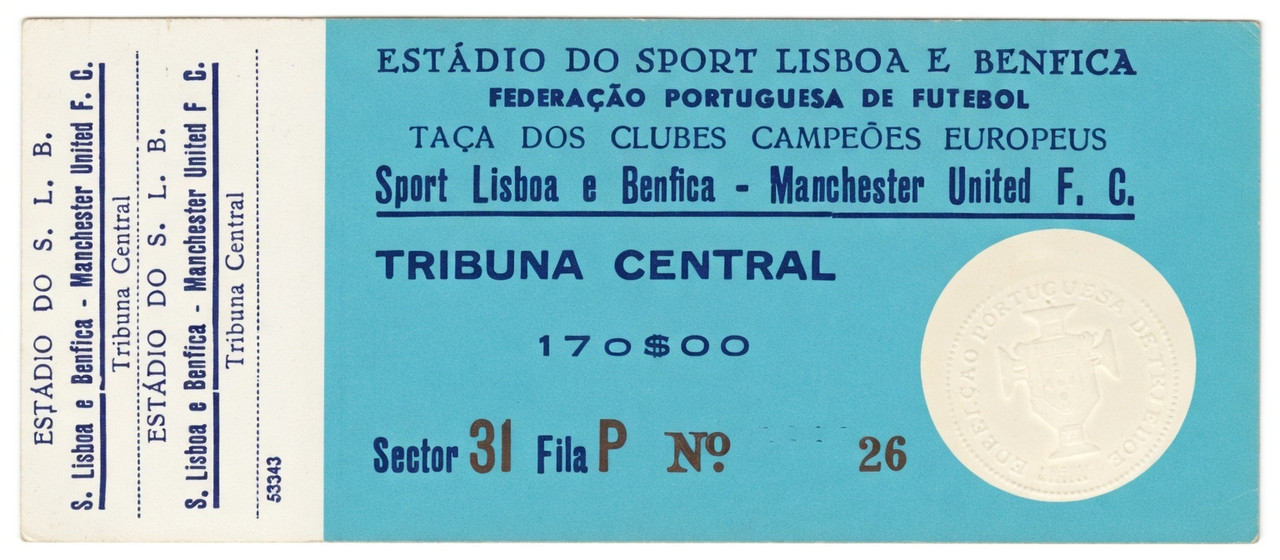 ESTÁDIO DO S. L. B.
S. Lisboa e Benfica - Manchester United F. C.
Tribuna Central
ESTÁDIO DO S. L. B.
S. Lisboa e Benfica - Manchester United F C.
Tribuna Central
53343
ESTÁDIO DO SPORT LISBOA E BENFICA
FEDERAÇÃO PORTUGUESA DE FUTEBOL
TAÇA DOS CLUBES CAMPEÕES EUROPEUS
Sport Lisboa e Benfica - Manchester United F. C.
TRIBUNA CENTRAL
170$00
Sector 31 Fila P Nº 26
PORTUGUESA DE